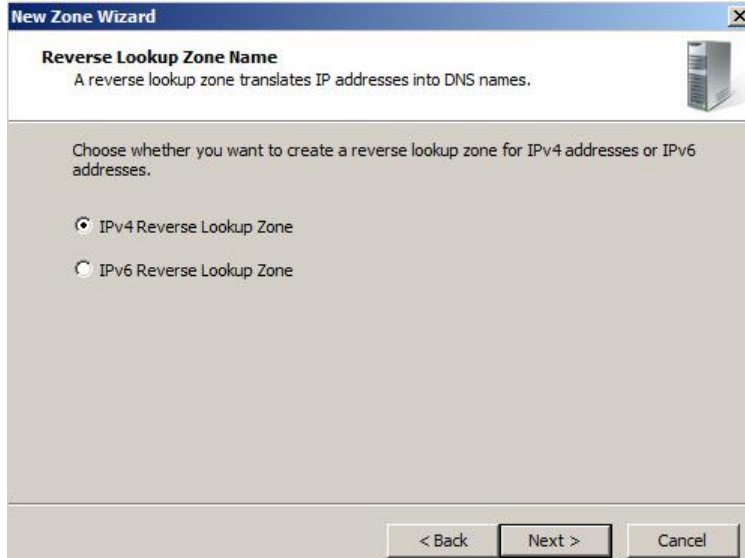 New Zone Wizard
Reverse Lookup Zone Name
A reverse lookup zone translates IP addresses into DNS names.
Choose whether you want to create a reverse lookup zone for IPv4 addresses or IPv6
addresses.
IPv4 Reverse Lookup Zone
IPv6 Reverse Lookup Zone
< Back Next > Cancel